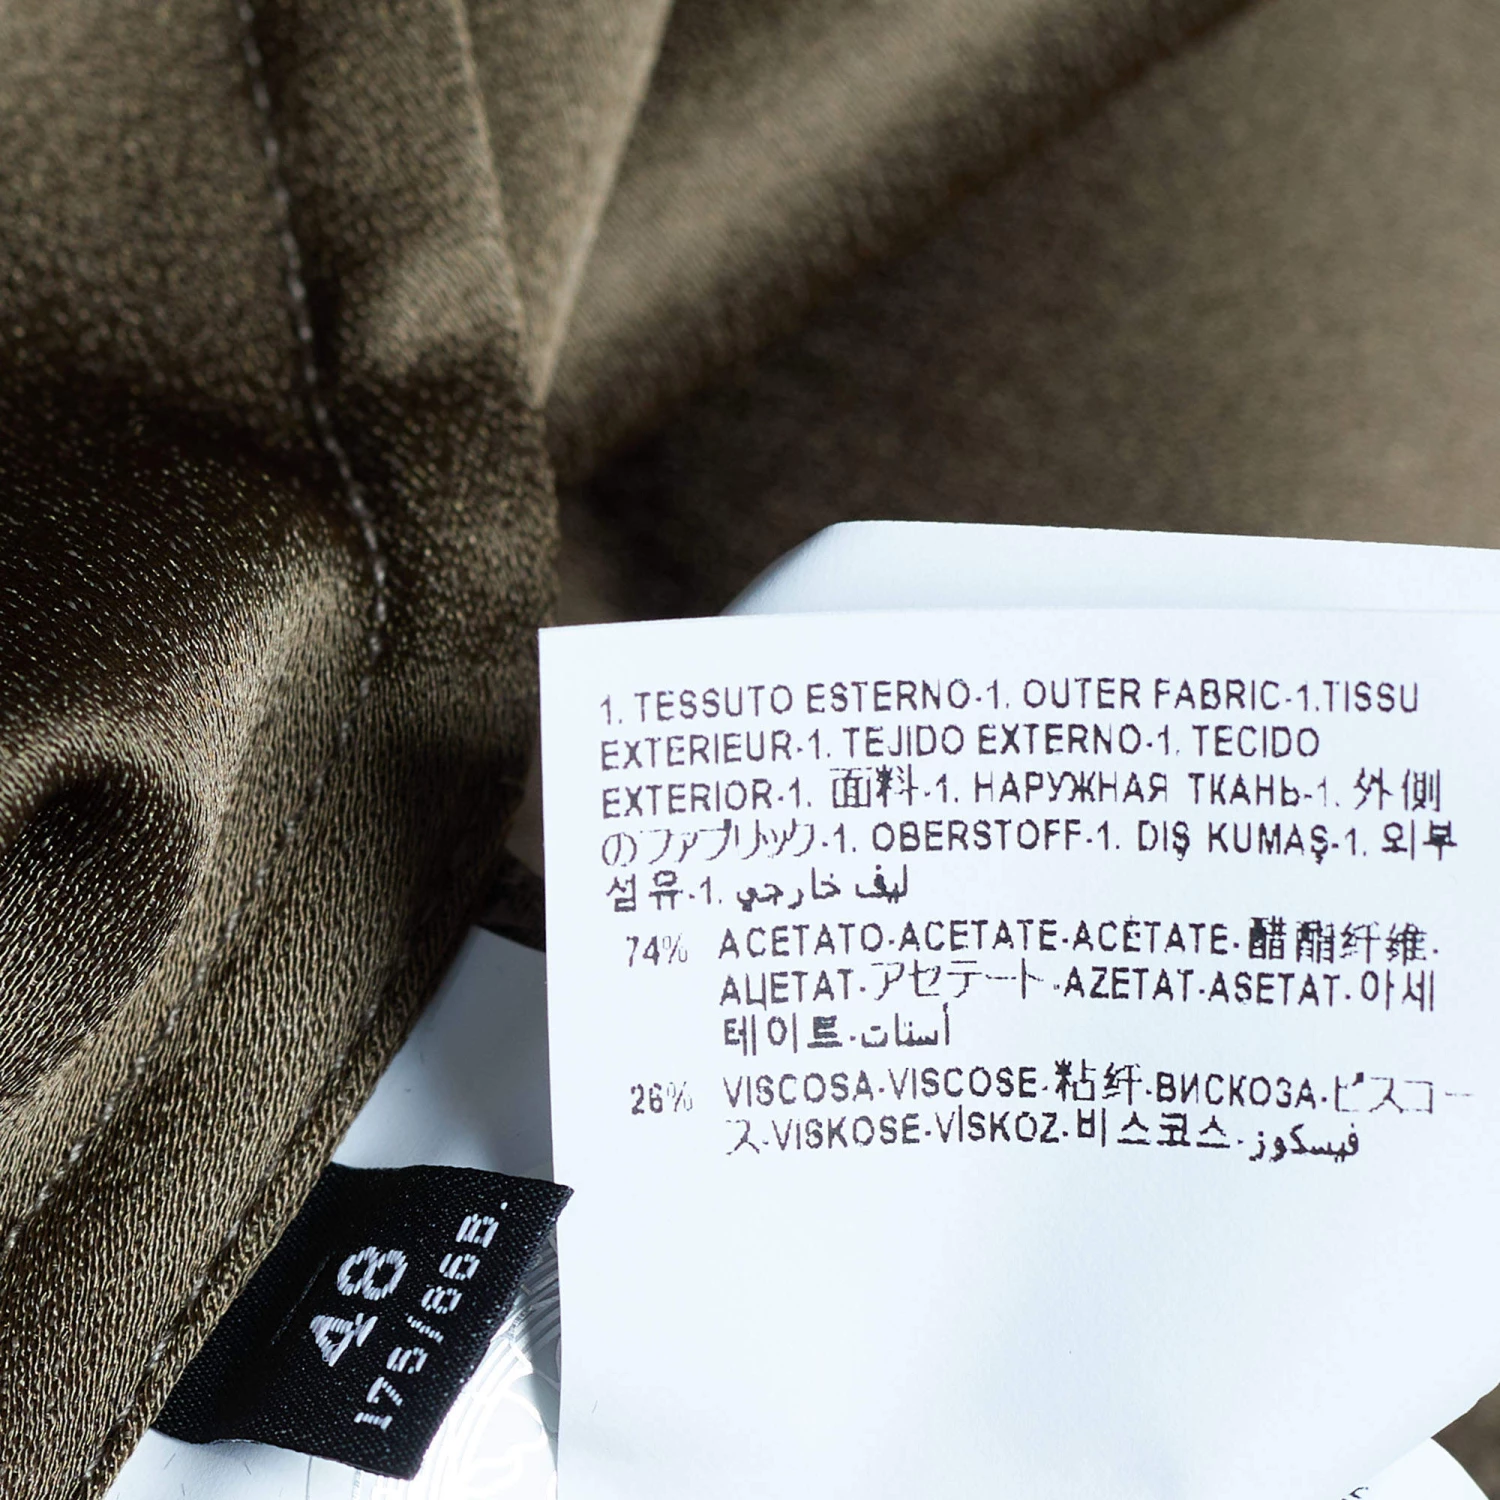 1. TESSUTO ESTERNO-1. OUTER FABRIC-1.TISSU
EXTERIEUR-1. TEJIDO EXTERNO-1. TECIDO
EXTERIOR-1. 面料-1. НАРУЖНАЯ ТКАНЬ-1. 外側
のファブリック-1. OBERSTOFF-1. DIŞ KUMAŞ-1. 외부
섬유-1. ليف خارجي
74% ACETATO-ACETATE-ACÉTATE-醋酯纤维-
АЦЕТАТ-アセテート-AZETAT-ASETAT-아세
테이트-أستات
26% VISCOSA-VISCOSE-粘纤-ВИСКОЗА-ビスコー
ス-VISKOSE-VISKOZ-비스코스-فيسكوز
48
175/86B.